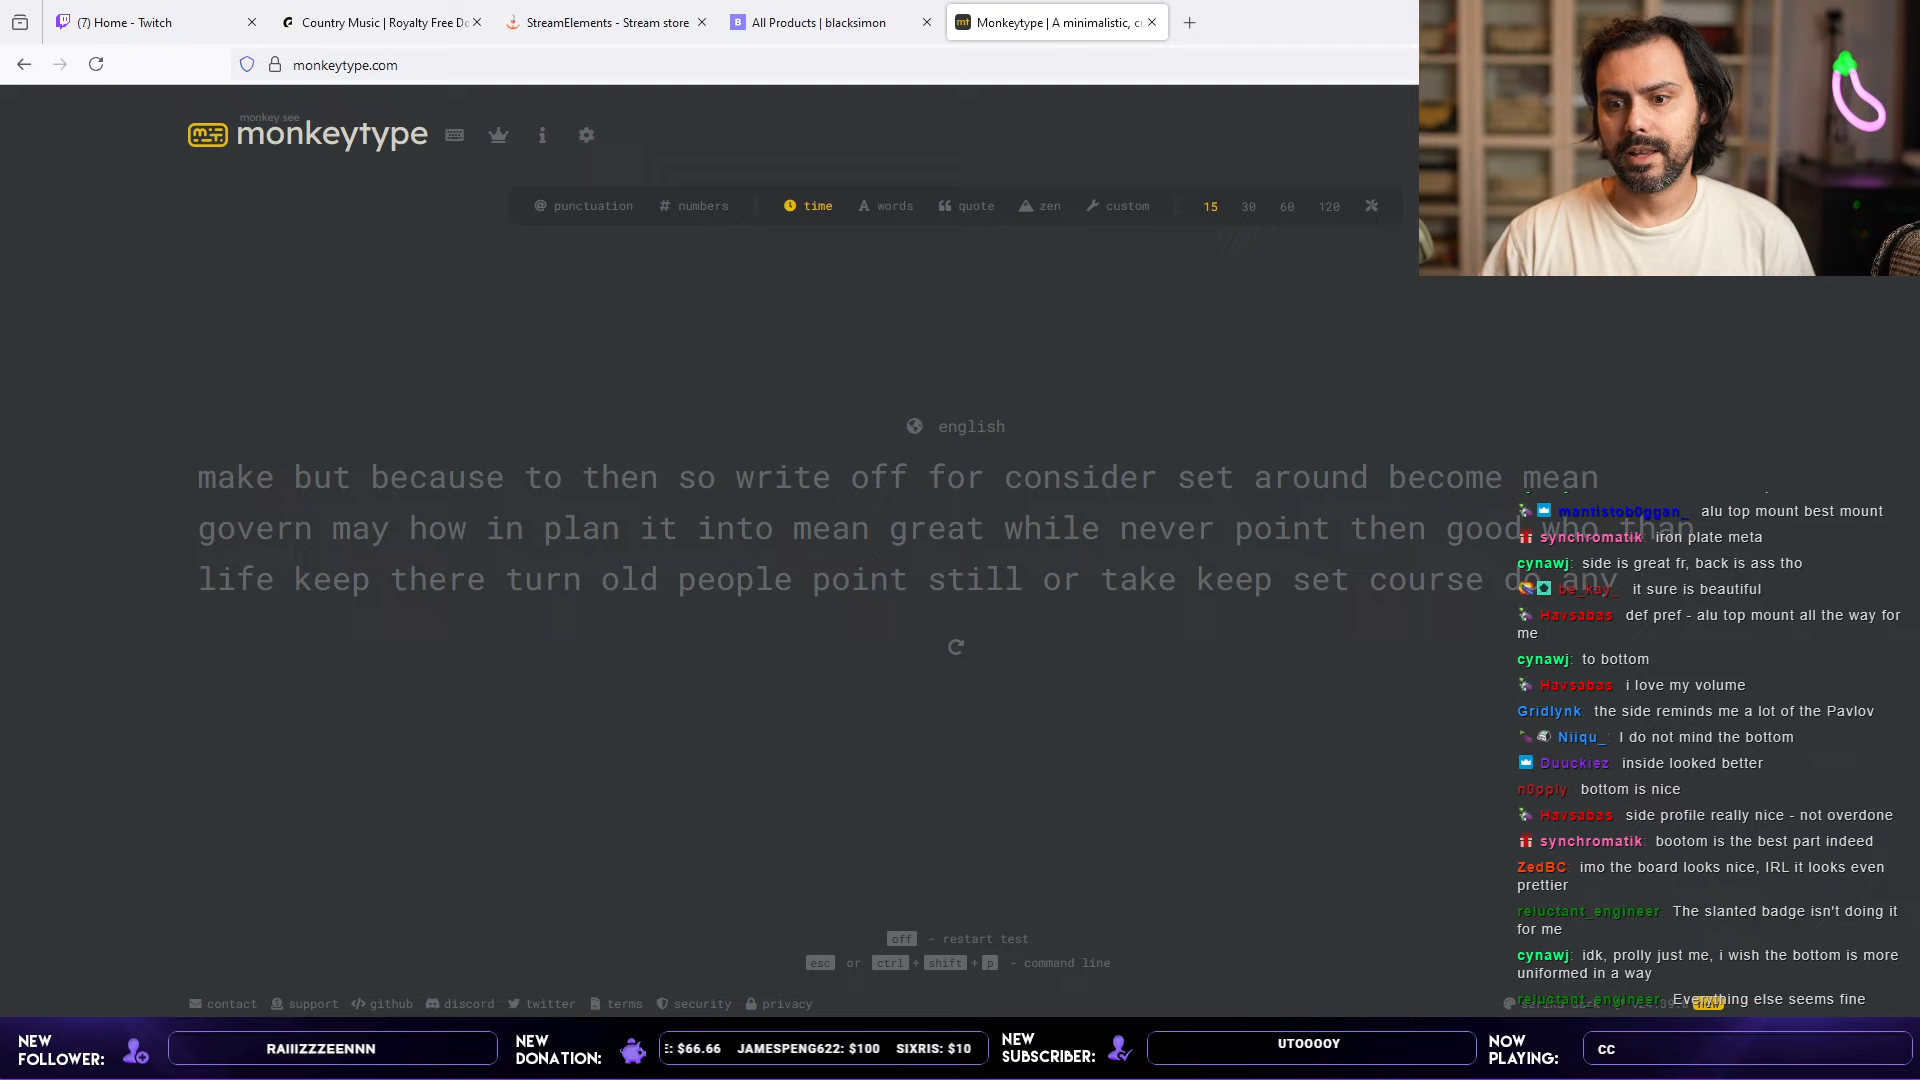 (7) Home - Twitch
Country Music | Royalty Free Dc
StreamElements - Stream store
All Products | blacksimon
Monkeytype | A minimalistic, cu
monkeytype.com
monkey see
monkeytype
@ punctuation # numbers time A words quote zen custom 15 30 60 120
english
make but because to then so write off for consider set around become mean
govern may how in plan it into mean great while never point then good who than
life keep there turn old people point still or take keep set course do any
off - restart test
esc or ctrl + shift + p - command line
contact support github discord twitter terms security privacy
mantistob0ggan_ alu top mount best mount
synchromatik: iron plate meta
cynawj: side is great fr, back is ass tho
be_kay_ it sure is beautiful
Havsabas def pref - alu top mount all the way for
me
cynawj: to bottom
Havsabas i love my volume
Gridlynk: the side reminds me a lot of the Pavlov
Niiqu_: I do not mind the bottom
Duuckiez inside looked better
n0pply bottom is nice
Havsabas side profile really nice - not overdone
synchromatik: bootom is the best part indeed
ZedBC: imo the board looks nice, IRL it looks even
prettier
reluctant_engineer The slanted badge isn't doing it
for me
cynawj: idk, prolly just me, i wish the bottom is more
uniformed in a way
reluctant_engineer Everything else seems fine
NEW
FOLLOWER:
RAIIIZZZEENNN
NEW
DONATION:
E: $66.66 JAMESPENG622: $100 SIXRIS: $10
NEW
SUBSCRIBER:
UTOOOOY
NOW
PLAYING:
CC